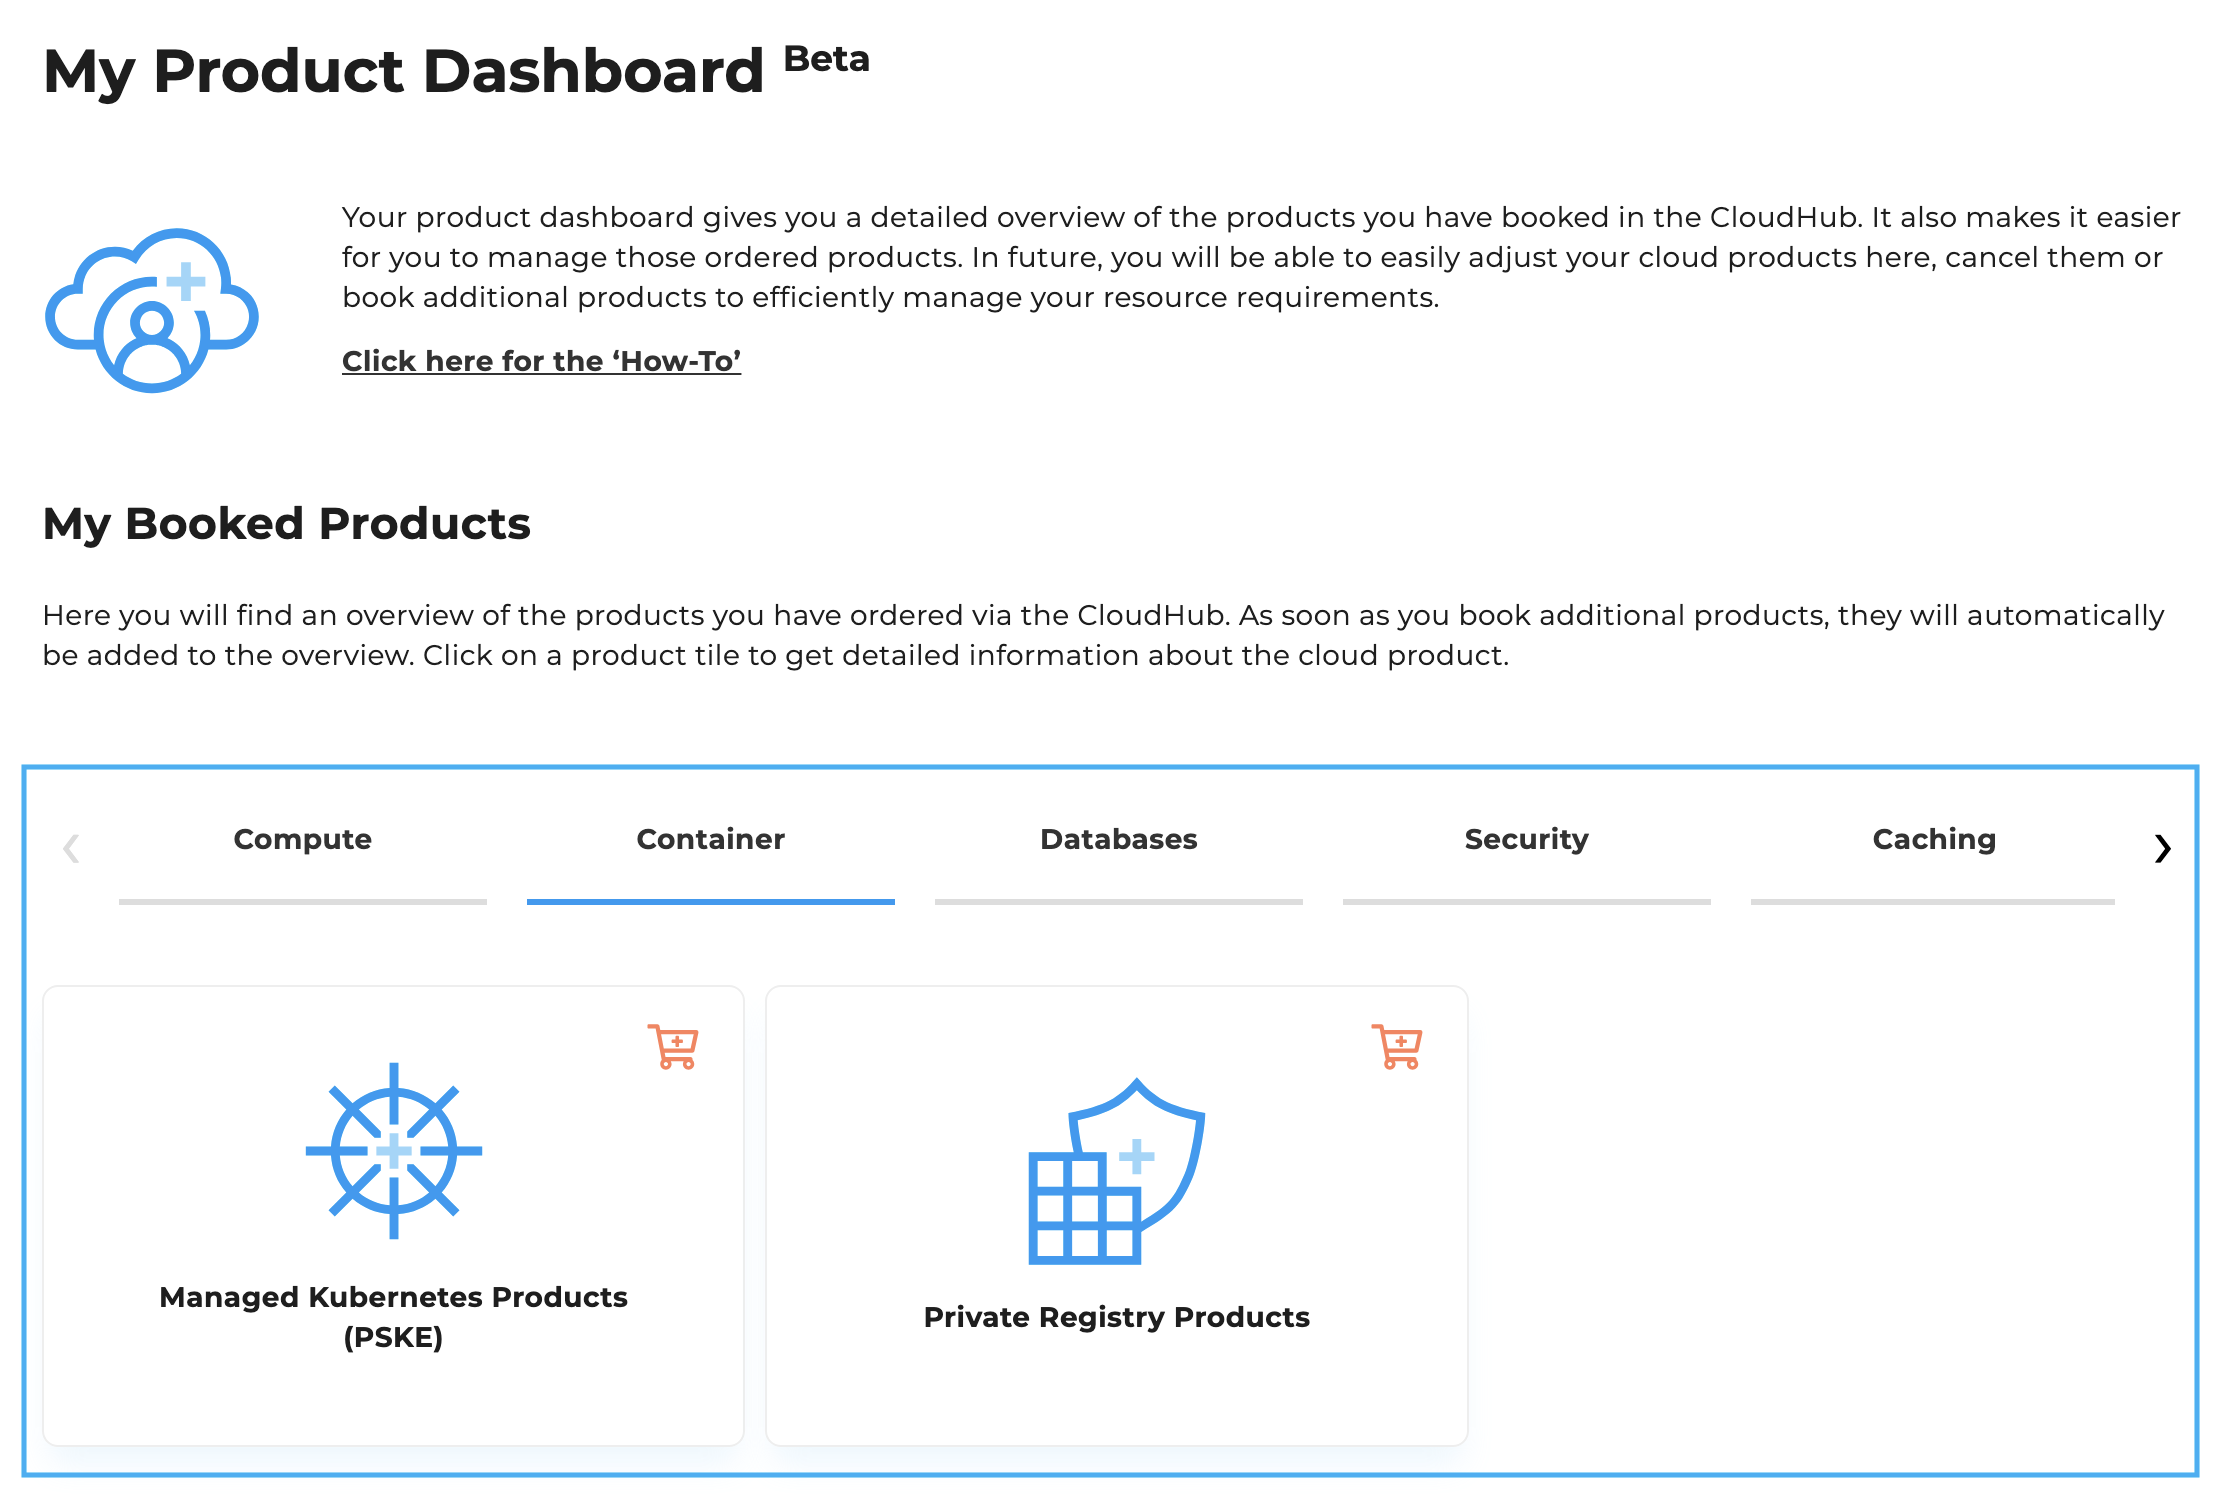 My Product Dashboard Beta
Your product dashboard gives you a detailed overview of the products you have booked in the CloudHub. It also makes it easier
for you to manage those ordered products. In future, you will be able to easily adjust your cloud products here, cancel them or
book additional products to efficiently manage your resource requirements.
Click here for the ‘How-To’
My Booked Products
Here you will find an overview of the products you have ordered via the CloudHub. As soon as you book additional products, they will automatically
be added to the overview. Click on a product tile to get detailed information about the cloud product.
Compute Container Databases Security Caching
Managed Kubernetes Products
(PSKE)
Private Registry Products